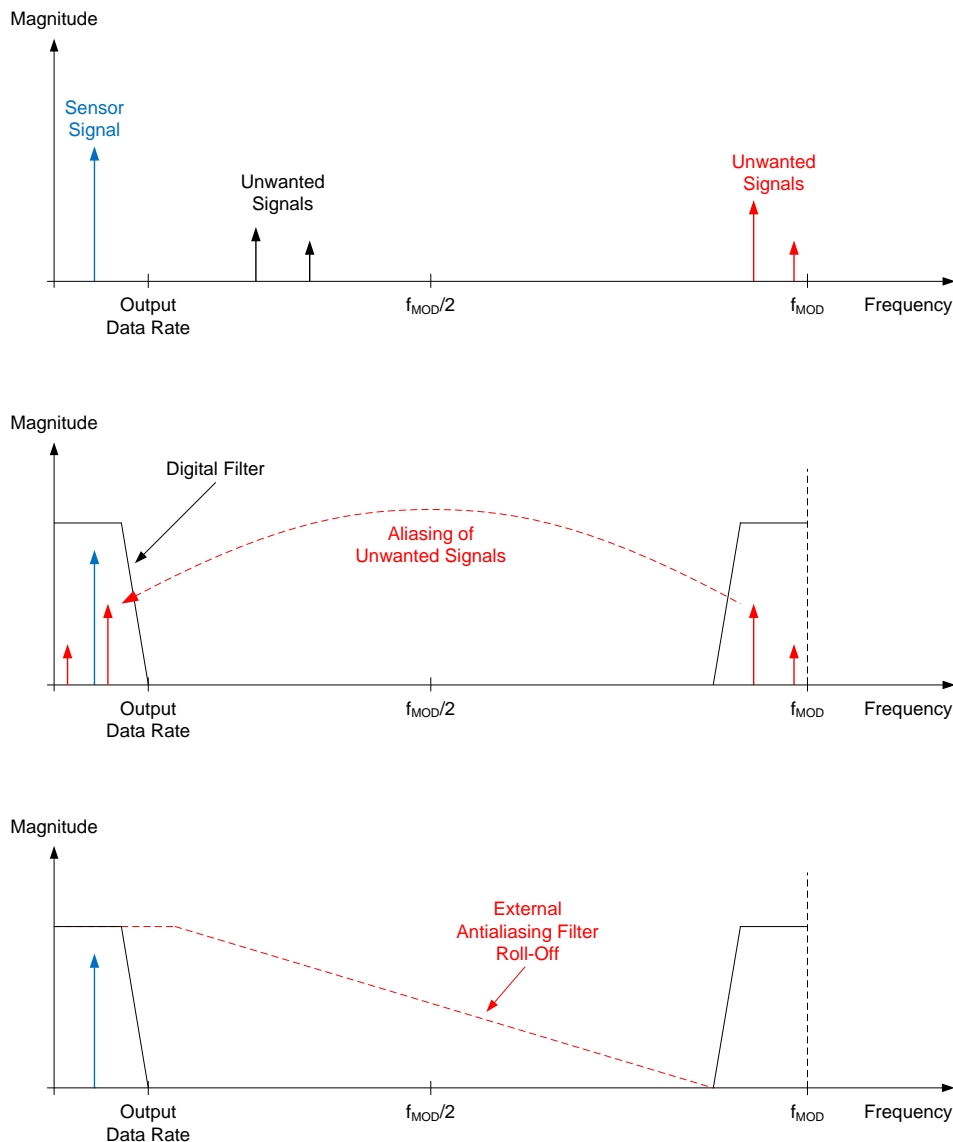 Magnitude
Sensor
Signal
Unwanted
Signals
Unwanted
Signals
Output
Data Rate
fMOD/2
fMOD
Frequency
Magnitude
Digital Filter
Aliasing of
Unwanted Signals
Output
Data Rate
fMOD/2
fMOD
Frequency
Magnitude
External
Antialiasing Filter
Roll-Off
Output
Data Rate
fMOD/2
fMOD
Frequency